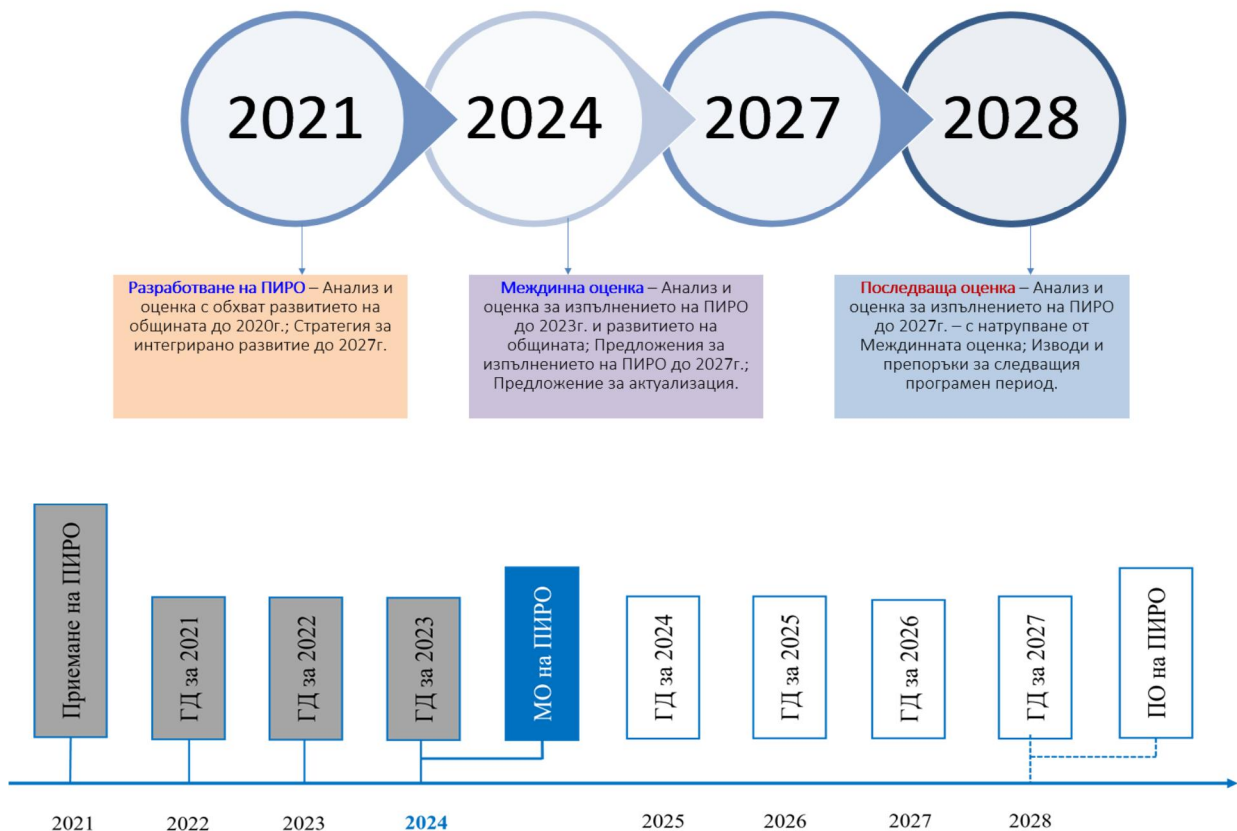 2021
2024
2027
2028
Разработване на ПИРО – Анализ и
оценка с обхват развитието на
общината до 2020г.; Стратегия за
интегрирано развитие до 2027г.
Междинна оценка – Анализ и
оценка за изпълнението на ПИРО
до 2023г. и развитието на
общината; Предложения за
изпълнението на ПИРО до 2027г.;
Предложение за актуализация.
Последваща оценка – Анализ и
оценка за изпълнението на ПИРО
до 2027г. – с натрупване от
Междинната оценка; Изводи и
препоръки за следващия
програмен период.
Приемане на ПИРО
ГД за 2021
ГД за 2022
ГД за 2023
МО на ПИРО
ГД за 2024
ГД за 2025
ГД за 2026
ГД за 2027
ПО на ПИРО
2021
2022
2023
2024
2025
2026
2027
2028